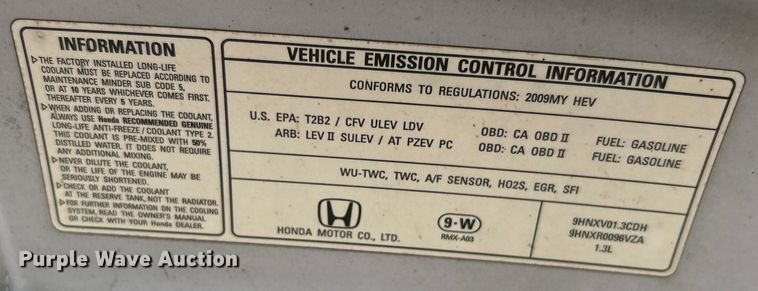 INFORMATION
▷THE FACTORY INSTALLED LONG-LIFE
COOLANT MUST BE REPLACED ACCORDING TO
MAINTENANCE MINDER SUB CODE 5,
OR AT 10 YEARS WHICHEVER COMES FIRST.
THEREAFTER EVERY 5 YEARS.
▷WHEN ADDING OR REPLACING THE COOLANT,
ALWAYS USE Honda RECOMMENDED GENUINE
LONG-LIFE ANTI-FREEZE/COOLANT TYPE 2.
THIS COOLANT IS PRE-MIXED WITH 50%
DISTILLED WATER. IT DOES NOT REQUIRE
ANY ADDITIONAL MIXING.
▷NEVER DILUTE THE COOLANT,
OR THE LIFE OF THE ENGINE MAY BE
SERIOUSLY SHORTENED.
▷CHECK OR ADD THE COOLANT
AT THE RESERVE TANK, NOT THE RADIATOR.
▷FOR FURTHER INFORMATION ON THE COOLING
SYSTEM, READ THE OWNER'S MANUAL
OR CHECK WITH YOUR Honda DEALER.
VEHICLE EMISSION CONTROL INFORMATION
CONFORMS TO REGULATIONS: 2009MY HEV
U.S. EPA: T2B2 / CFV ULEV LDV OBD: CA OBD II FUEL: GASOLINE
ARB: LEV II SULEV / AT PZEV PC OBD: CA OBD II FUEL: GASOLINE
WU-TWC, TWC, A/F SENSOR, HO2S, EGR, SFI
HONDA MOTOR CO., LTD.
9-W
RMX-A03
9HNXV01.3CDH
9HNXR0096VZA
1.3L
Purple Wave Auction